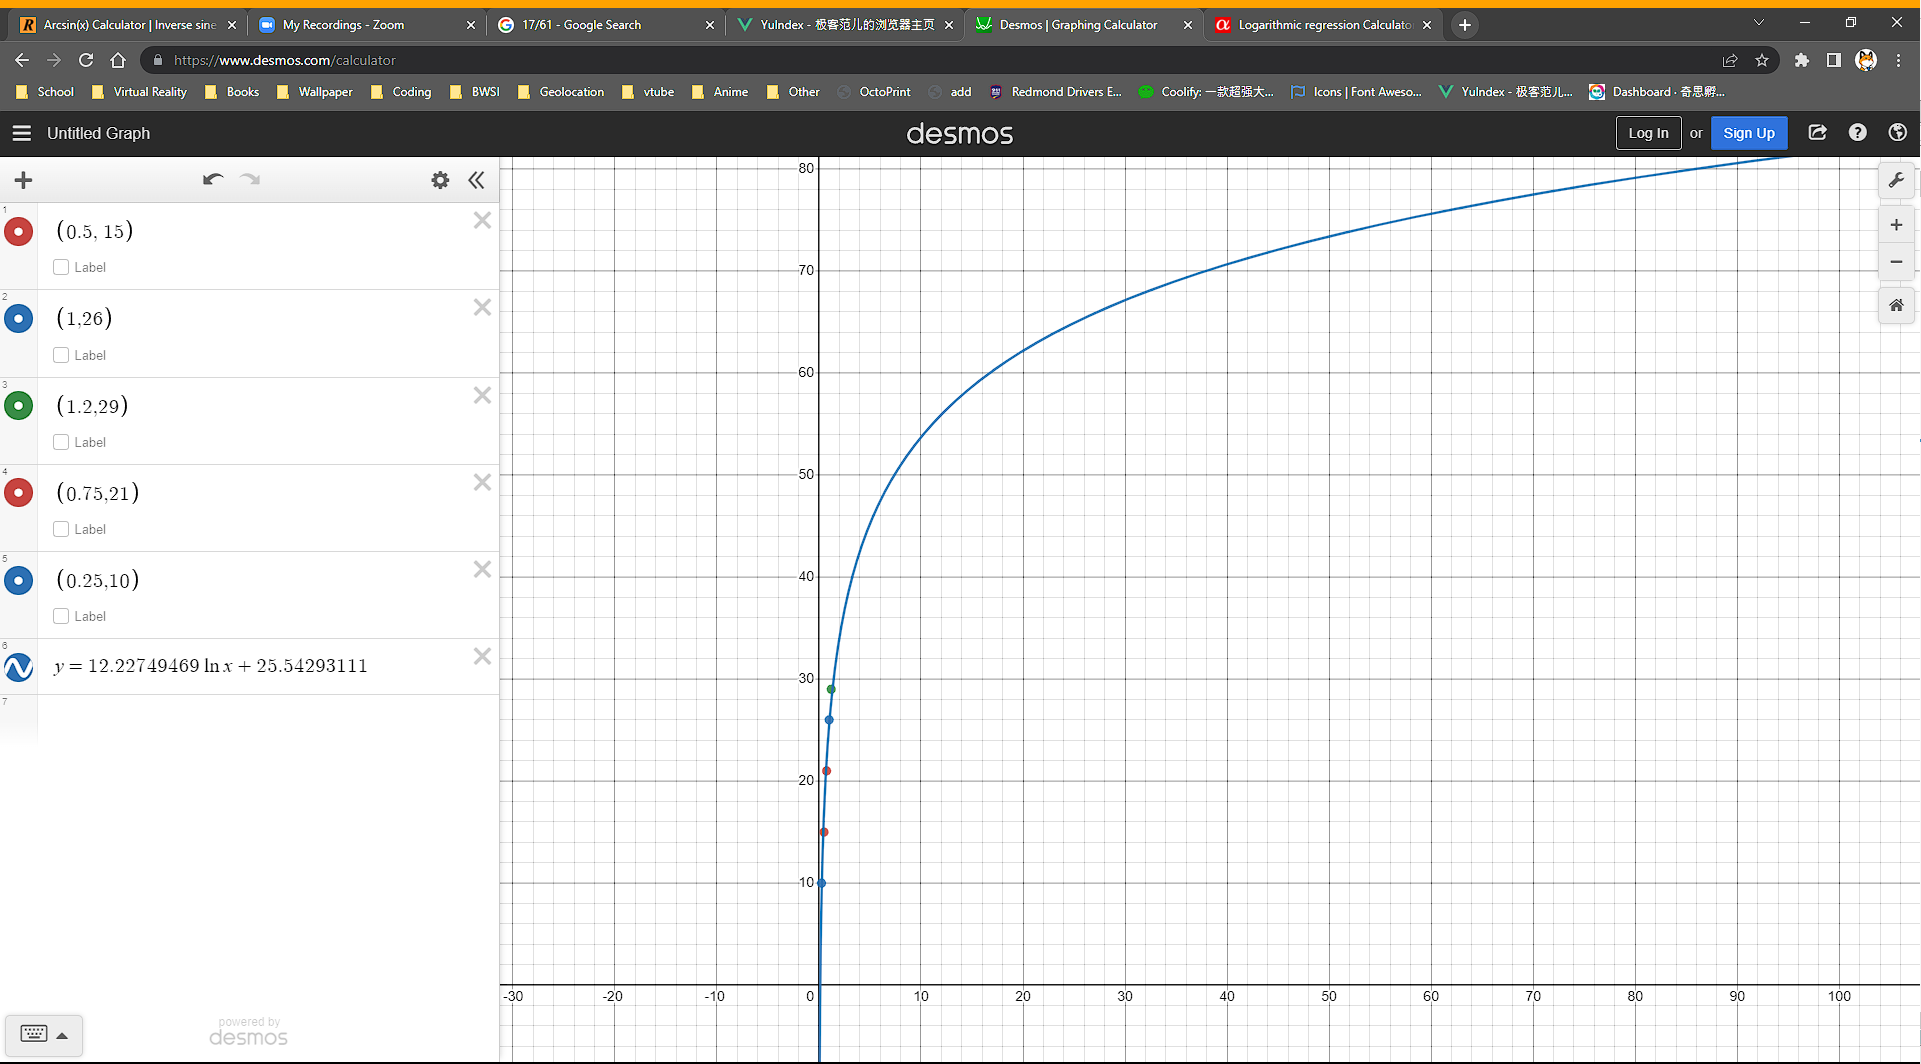 Arcsin(x) Calculator | Inverse sine
My Recordings - Zoom
17/61 - Google Search
YuIndex - 极客范儿的浏览器主页
Desmos | Graphing Calculator
Logarithmic regression Calculato
https://www.desmos.com/calculator
School Virtual Reality Books Wallpaper Coding BWSI Geolocation vtube Anime Other OctoPrint add Redmond Drivers E... Coolify: 一款超强大... Icons | Font Aweso... YuIndex - 极客范儿... Dashboard · 奇思孵...
Untitled Graph
desmos
Log In or Sign Up
1
(0.5, 15)
Label
2
(1,26)
Label
3
(1.2,29)
Label
4
(0.75,21)
Label
5
(0.25,10)
Label
6
y = 12.22749469 ln x + 25.54293111
7
powered by
desmos
80
70
60
50
40
30
20
10
-30 -20 -10 0 10 20 30 40 50 60 70 80 90 100